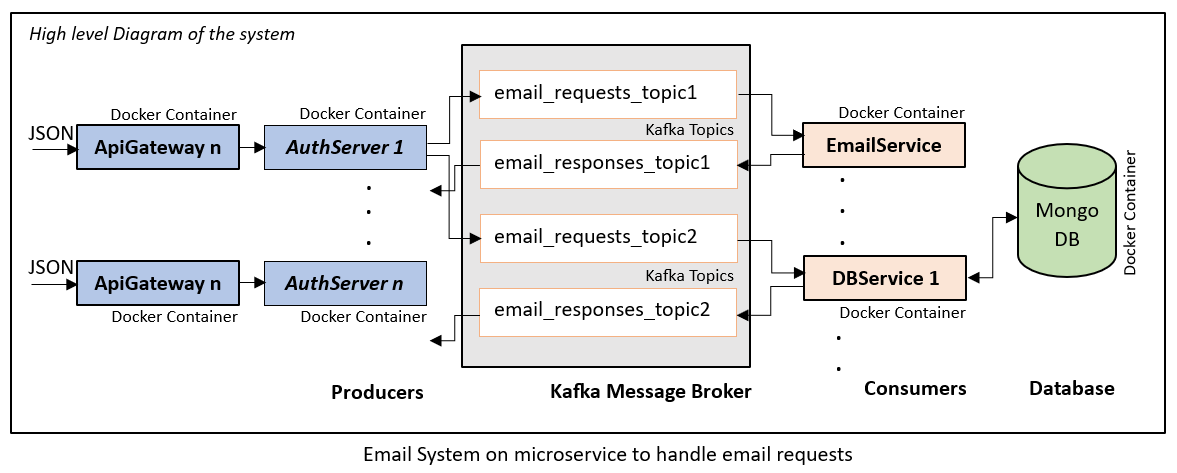 High level Diagram of the system
Docker Container
Docker Container
JSON
ApiGateway n
AuthServer 1
email_requests_topic1
Kafka Topics
email_responses_topic1
Docker Container
EmailService
email_requests_topic2
Kafka Topics
email_responses_topic2
JSON
ApiGateway n
AuthServer n
Docker Container
Docker Container
DBService 1
Docker Container
Mongo
DB
Docker Container
Producers
Kafka Message Broker
Consumers
Database
Email System on microservice to handle email requests